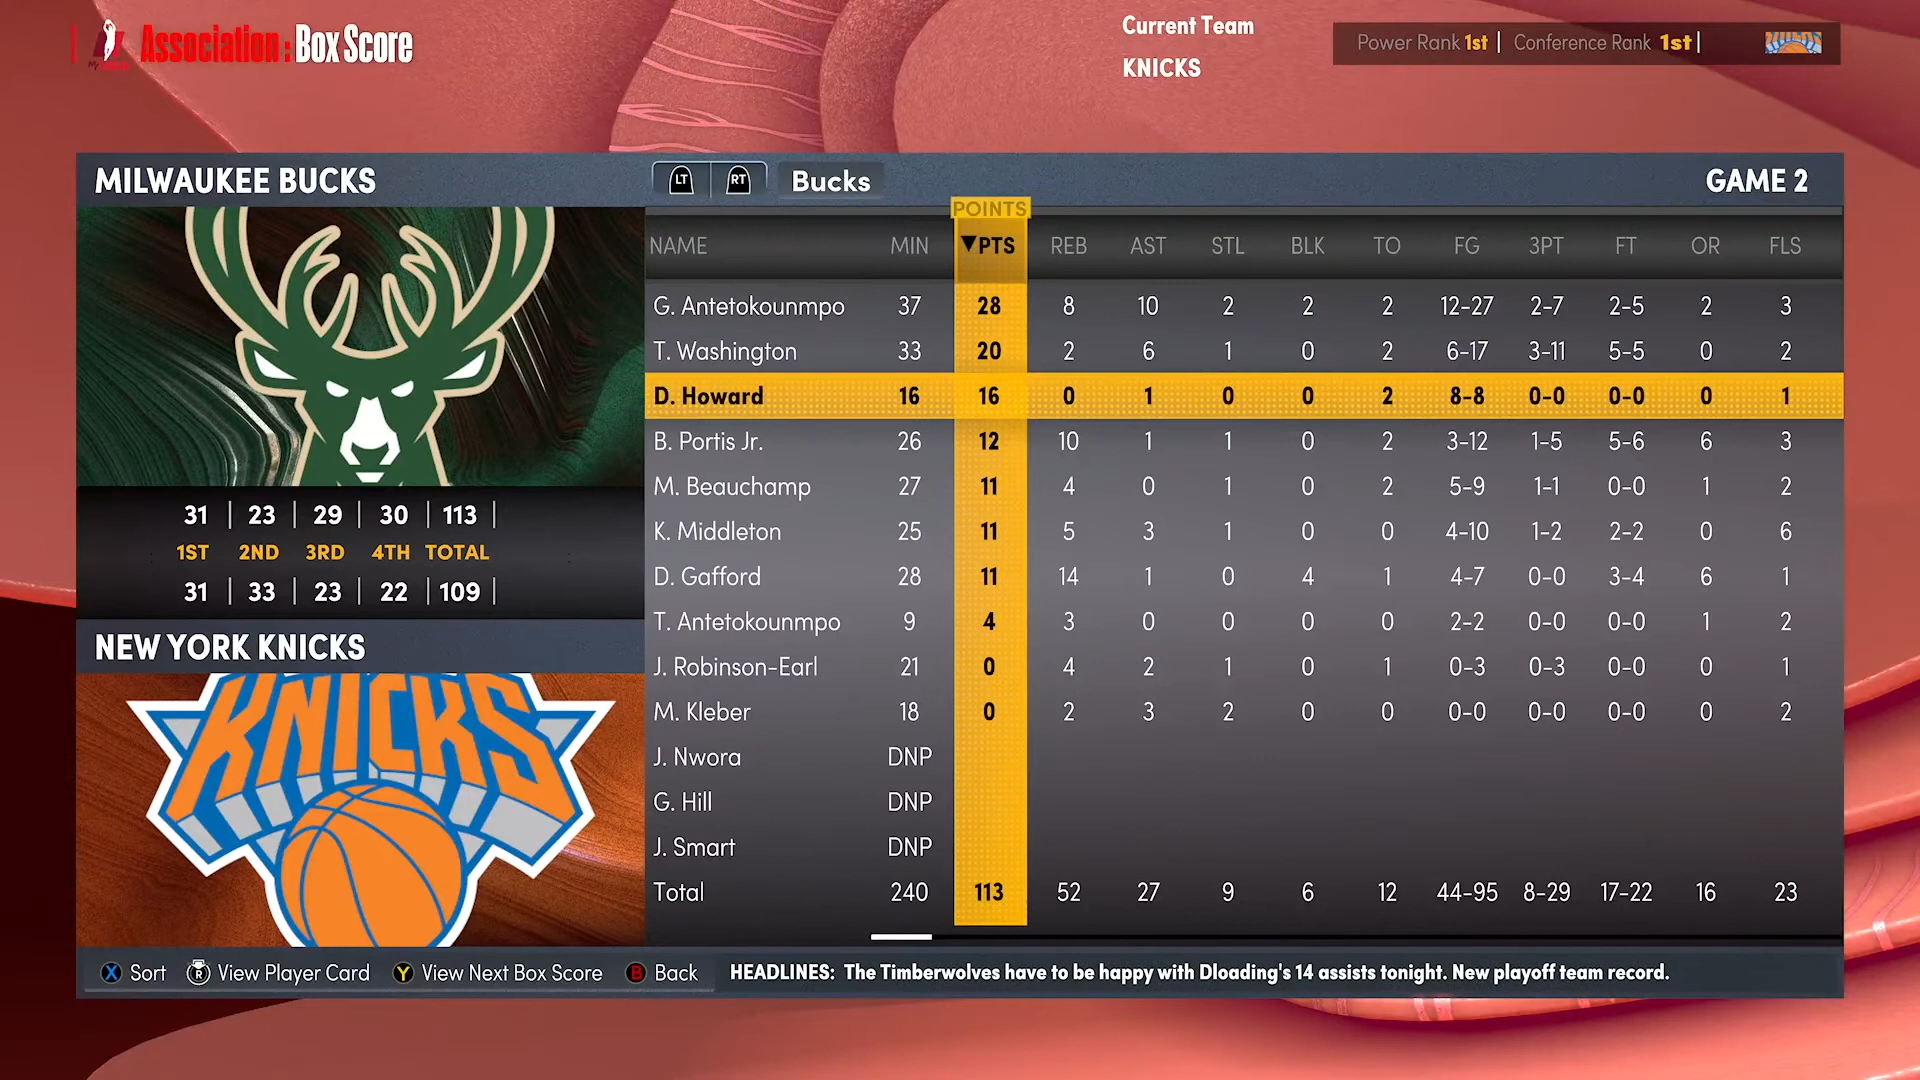 Association : Box Score
Current Team
KNICKS
Power Rank 1st | Conference Rank 1st |
MILWAUKEE BUCKS
LT RT Bucks
GAME 2
POINTS
NAME MIN ▼PTS REB AST STL BLK TO FG 3PT FT OR FLS
G. Antetokounmpo 37 28 8 10 2 2 2 12-27 2-7 2-5 2 3
T. Washington 33 20 2 6 1 0 2 6-17 3-11 5-5 0 2
D. Howard 16 16 0 1 0 0 2 8-8 0-0 0-0 0 1
B. Portis Jr. 26 12 10 1 1 0 2 3-12 1-5 5-6 6 3
M. Beauchamp 27 11 4 0 1 0 2 5-9 1-1 0-0 1 2
K. Middleton 25 11 5 3 1 0 0 4-10 1-2 2-2 0 6
D. Gafford 28 11 14 1 0 4 1 4-7 0-0 3-4 6 1
T. Antetokounmpo 9 4 3 0 0 0 0 2-2 0-0 0-0 1 2
J. Robinson-Earl 21 0 4 2 1 0 1 0-3 0-3 0-0 0 1
M. Kleber 18 0 2 3 2 0 0 0-0 0-0 0-0 0 2
J. Nwora DNP
G. Hill DNP
J. Smart DNP
Total 240 113 52 27 9 6 12 44-95 8-29 17-22 16 23
31 | 23 | 29 | 30 | 113 |
1ST 2ND 3RD 4TH TOTAL
31 | 33 | 23 | 22 | 109 |
NEW YORK KNICKS
KNICKS
X Sort R View Player Card Y View Next Box Score B Back
HEADLINES: The Timberwolves have to be happy with Dloading's 14 assists tonight. New playoff team record.